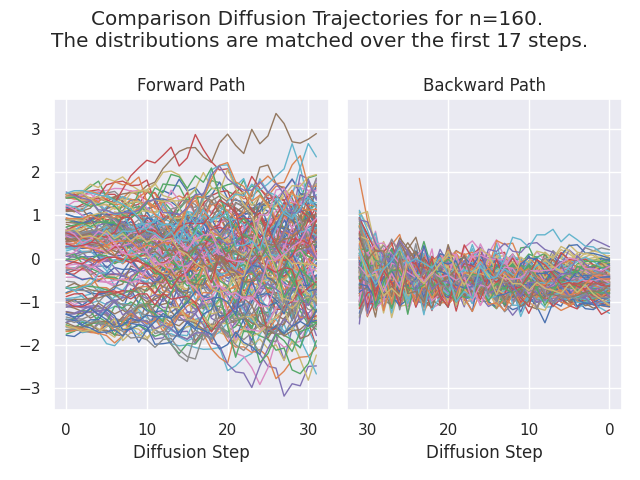 Comparison Diffusion Trajectories for n=160.
The distributions are matched over the first 17 steps.
Forward Path
Backward Path
3
2
1
0
−1
−2
−3
0 10 20 30
30 20 10 0
Diffusion Step
Diffusion Step